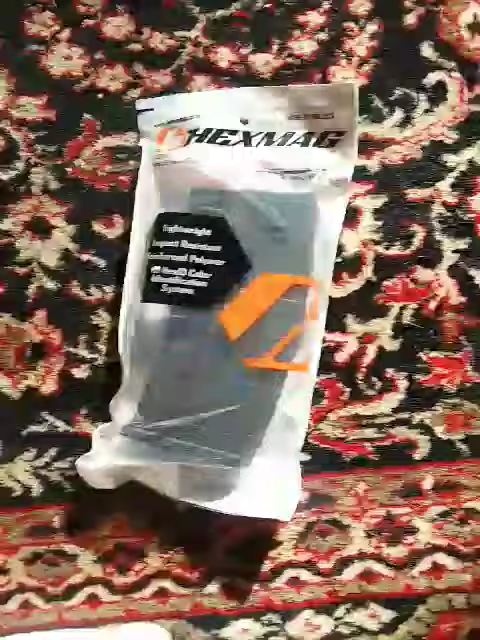 HEXMAG
Lightweight
Impact Resistant
Reinforced Polymer
HexID Color
Identification
System